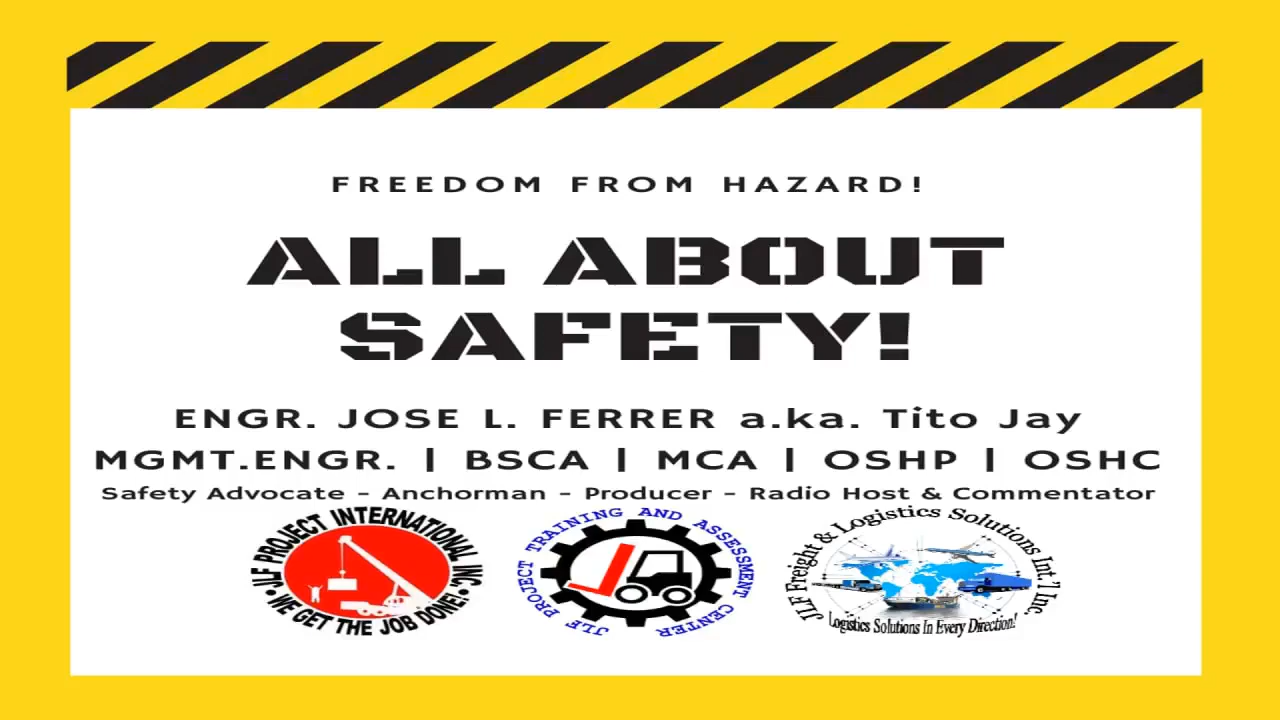 FREEDOM FROM HAZARD!
ALL ABOUT
SAFETY!
ENGR. JOSE L. FERRER a.ka. Tito Jay
MGMT.ENGR. | BSCA | MCA | OSHP | OSHC
Safety Advocate - Anchorman - Producer - Radio Host & Commentator
JLF PROJECT INTERNATIONAL INC.
• WE GET THE JOB DONE! •
JLF PROJECT TRAINING AND ASSESSMENT CENTER
JLF Freight & Logistics Solutions Int.'l Inc.
Logistics Solutions In Every Direction!